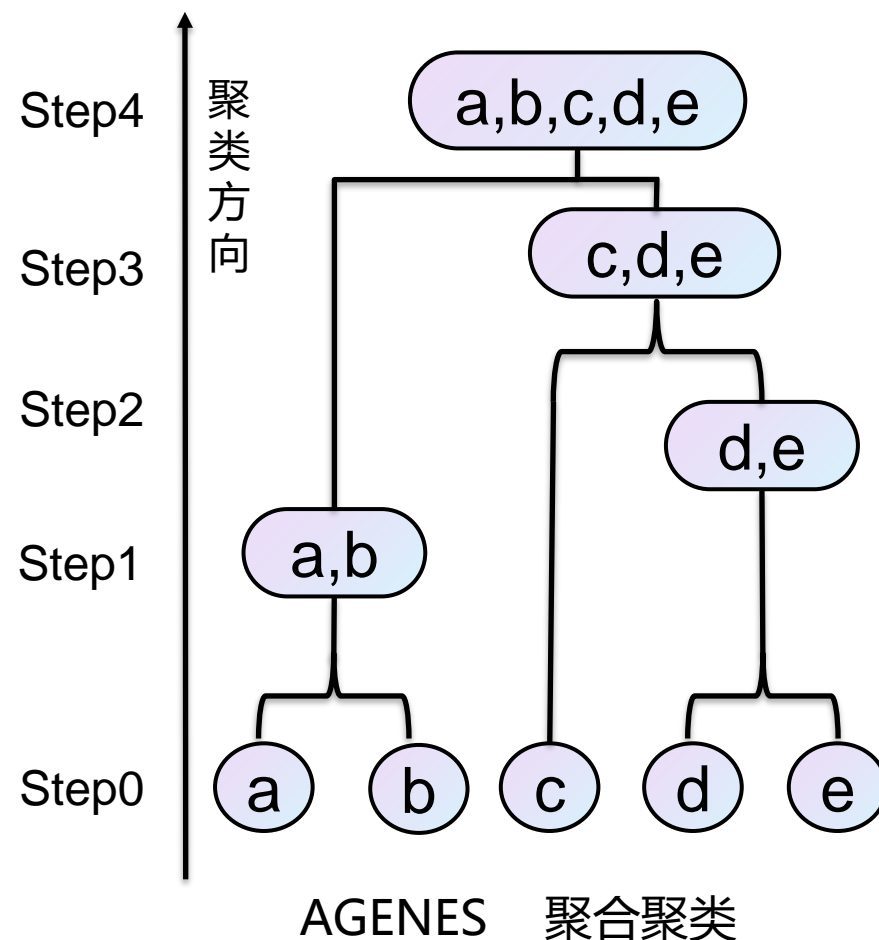 Step4
聚类方向
a,b,c,d,e
Step3
c,d,e
Step2
d,e
Step1
a,b
Step0
a
b
c
d
e
AGENES 聚合聚类